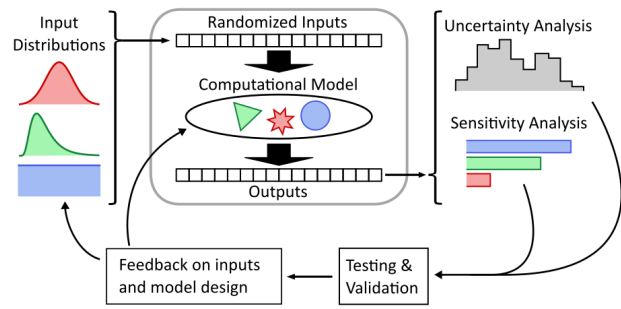 Input
Distributions
Randomized Inputs
Computational Model
Outputs
Uncertainty Analysis
Sensitivity Analysis
Testing &
Validation
Feedback on inputs
and model design